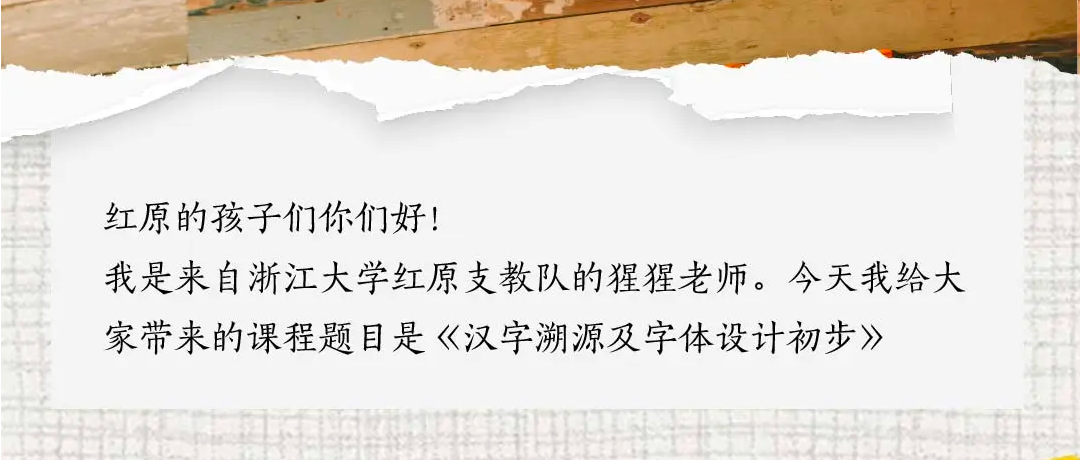 红原的孩子们你们好！
我是来自浙江大学红原支教队的猩猩老师。今天我给大
家带来的课程题目是《汉字溯源及字体设计初步》